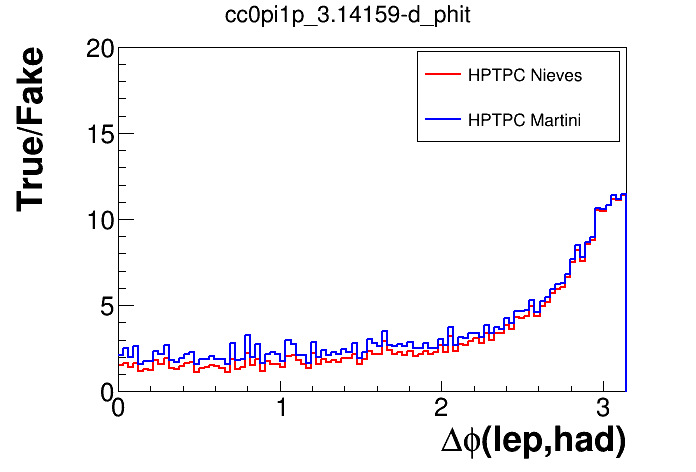 cc0pi1p_3.14159-d_phit
True/Fake
HPTPC Nieves
HPTPC Martini
20
15
10
5
0
0 1 2 3
Δϕ(lep,had)